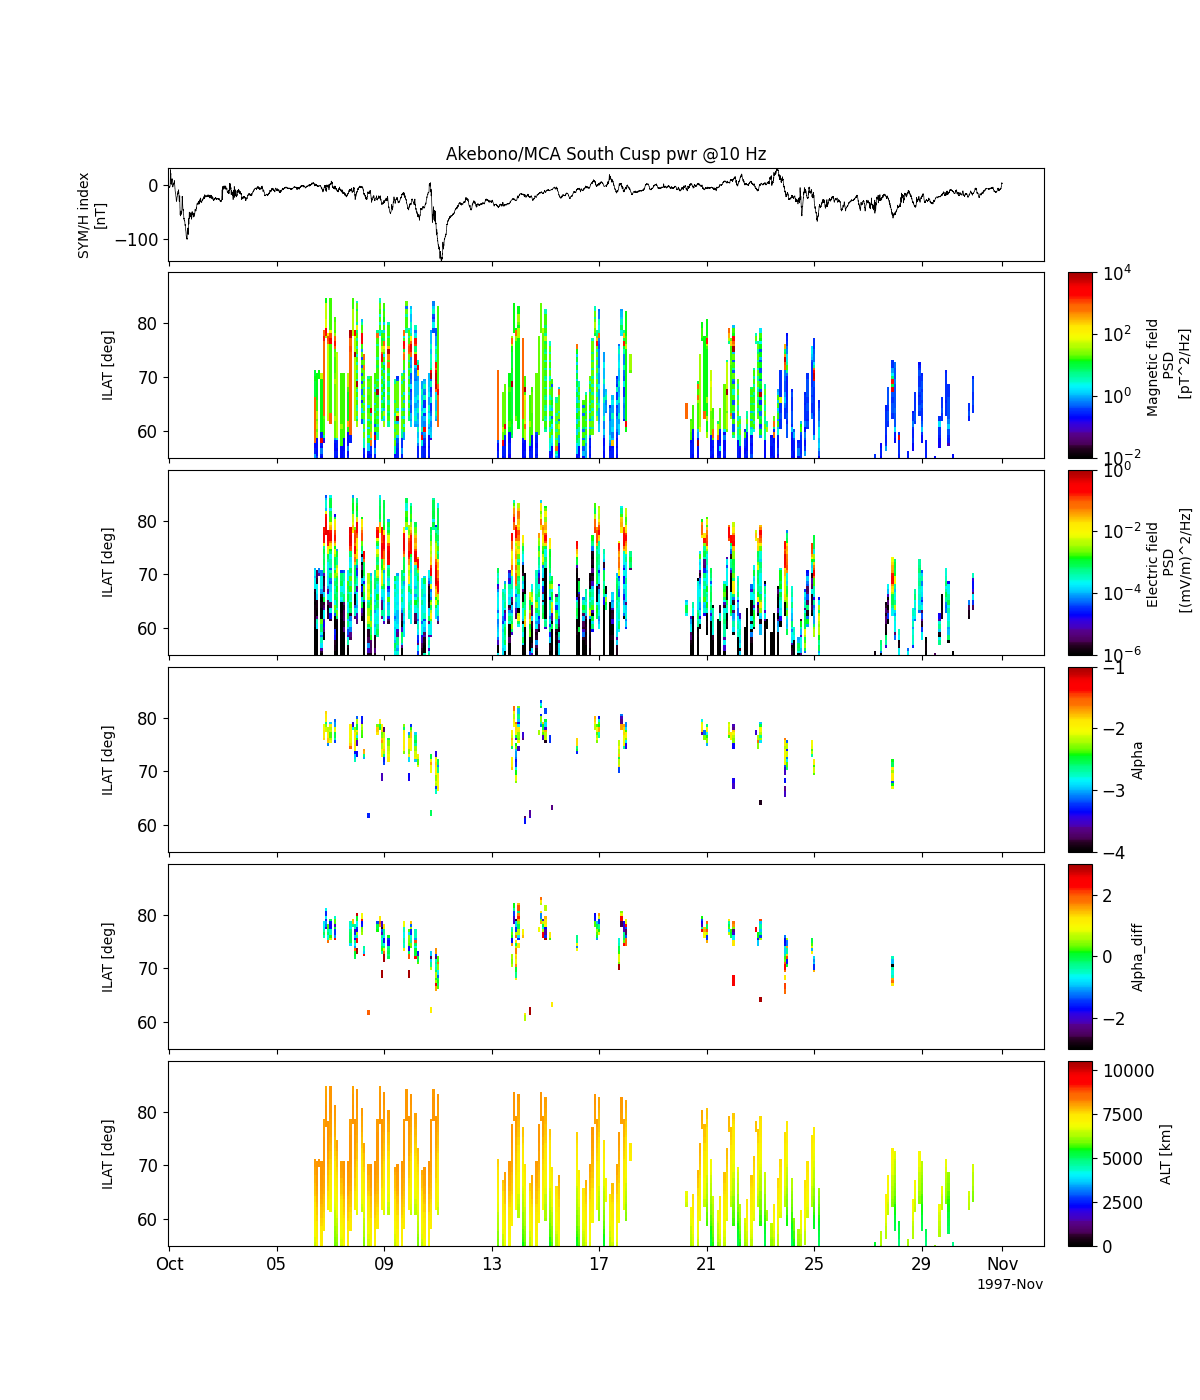 Akebono/MCA South Cusp pwr @10 Hz
SYM/H index
[nT]
0
−100
ILAT [deg]
80
70
60
10^4
10^2
10^0
10^-2
Magnetic field
PSD
[pT^2/Hz]
ILAT [deg]
80
70
60
10^0
10^-2
10^-4
10^-6
Electric field
PSD
[(mV/m)^2/Hz]
ILAT [deg]
80
70
60
−1
−2
−3
−4
Alpha
ILAT [deg]
80
70
60
2
0
−2
Alpha_diff
ILAT [deg]
80
70
60
10000
7500
5000
2500
0
ALT [km]
Oct 05 09 13 17 21 25 29 Nov
1997-Nov